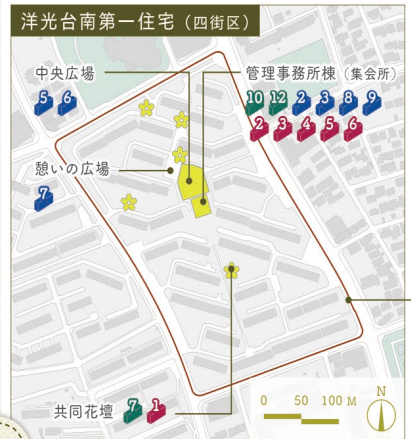 洋光台南第一住宅（四街区）
中央広場
管理事務所棟（集会所）
5 6
10 12 2 3 8 9
2 3 4 5 6
憩いの広場
7
共同花壇 7 1
0 50 100 M
N